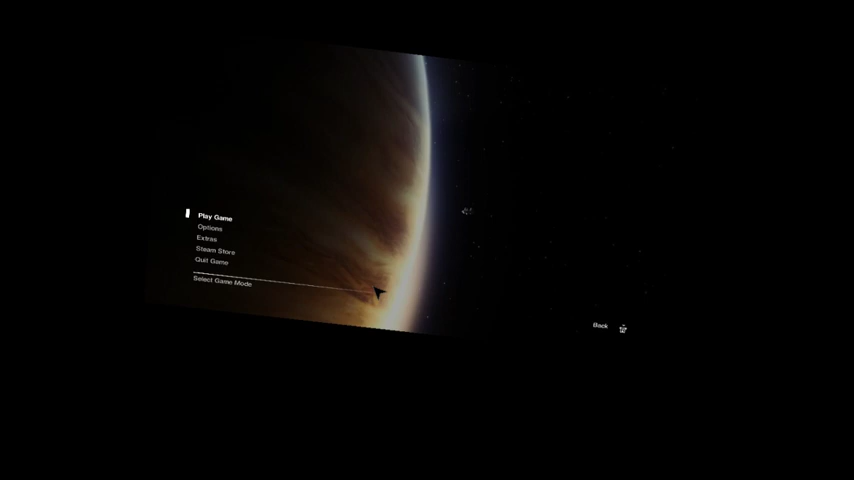 Play Game
Options
Extras
Steam Store
Quit Game
Select Game Mode
Back